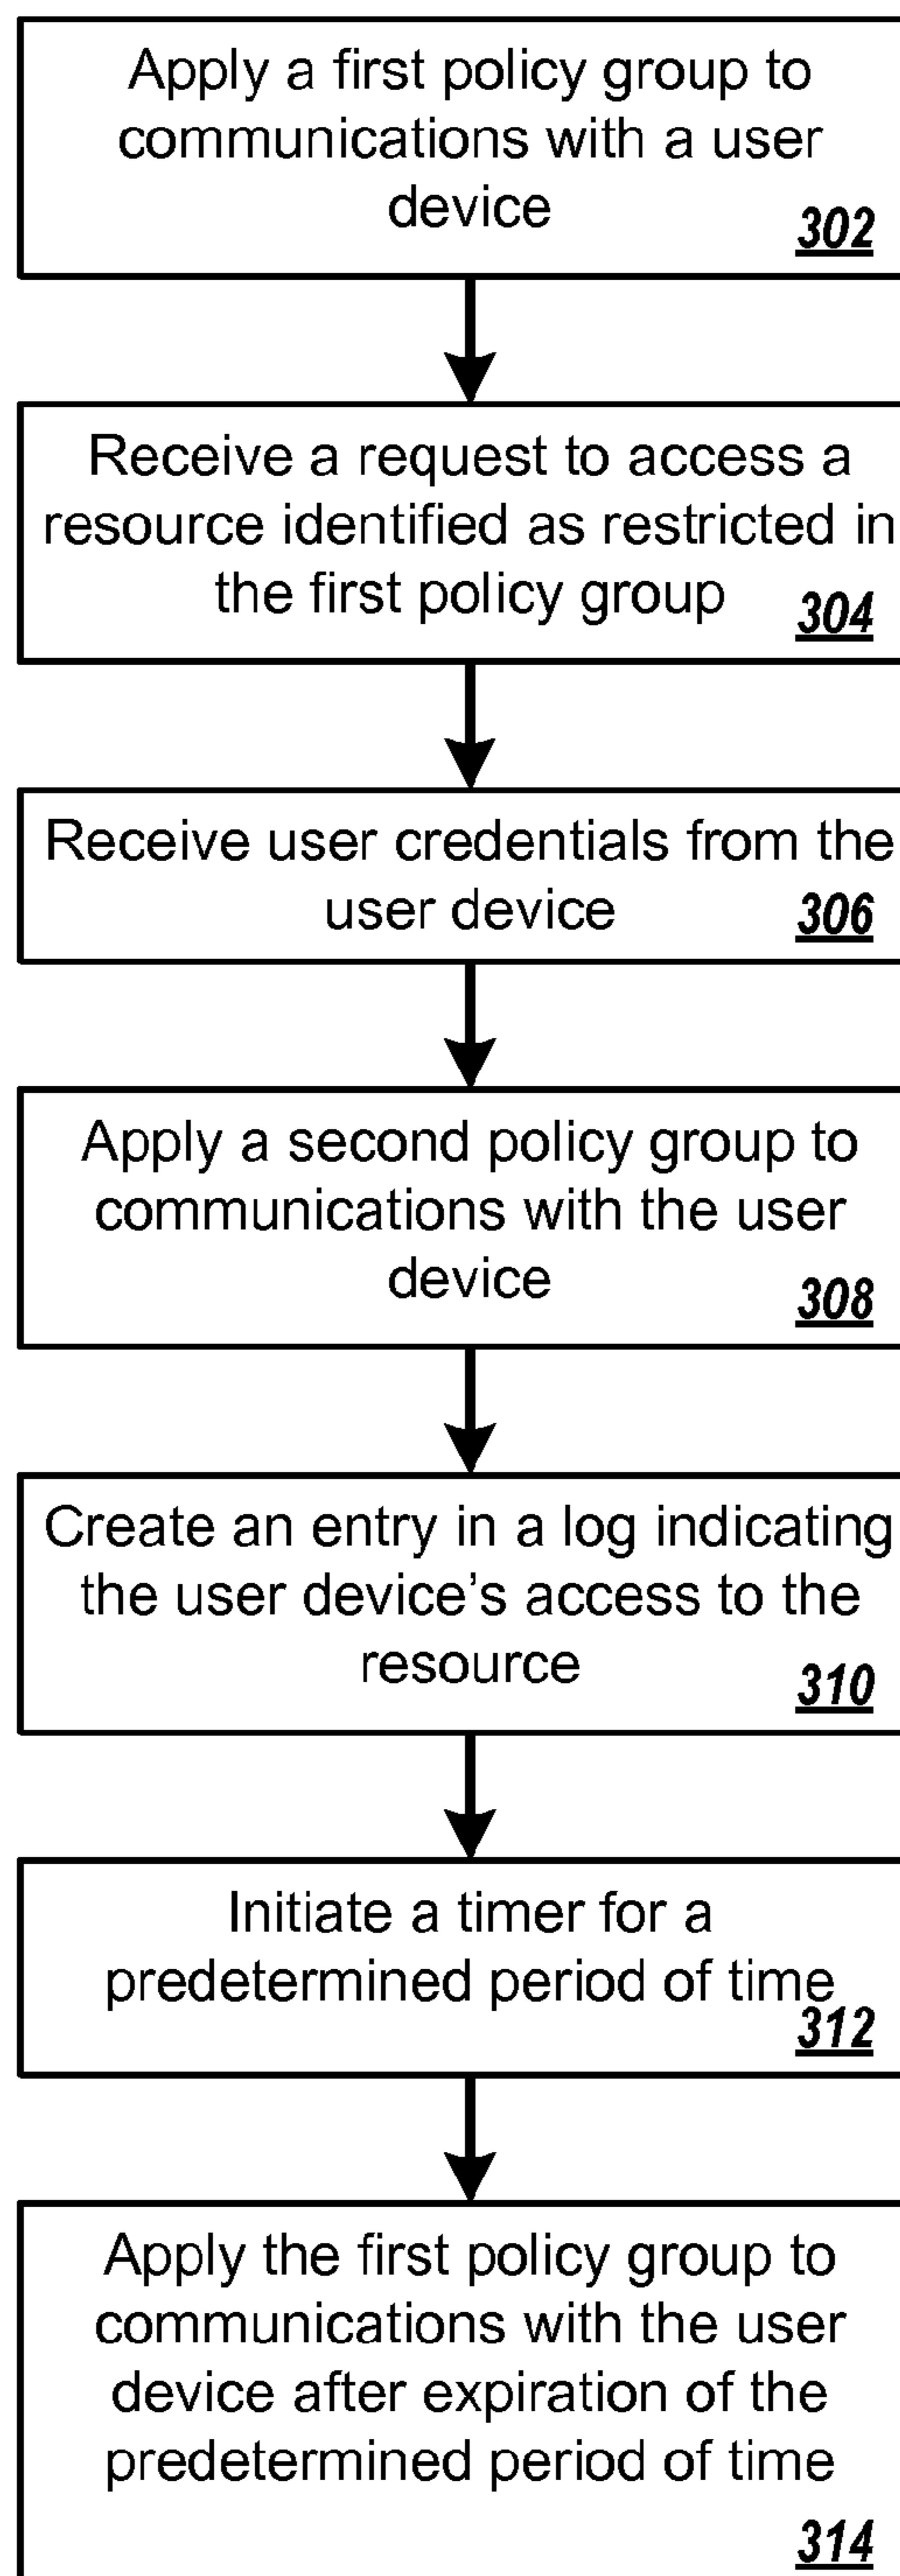 Apply a first policy group to
communications with a user
device
302
Receive a request to access a
resource identified as restricted in
the first policy group
304
Receive user credentials from the
user device
306
Apply a second policy group to
communications with the user
device
308
Create an entry in a log indicating
the user device’s access to the
resource
310
Initiate a timer for a
predetermined period of time
312
Apply the first policy group to
communications with the user
device after expiration of the
predetermined period of time
314